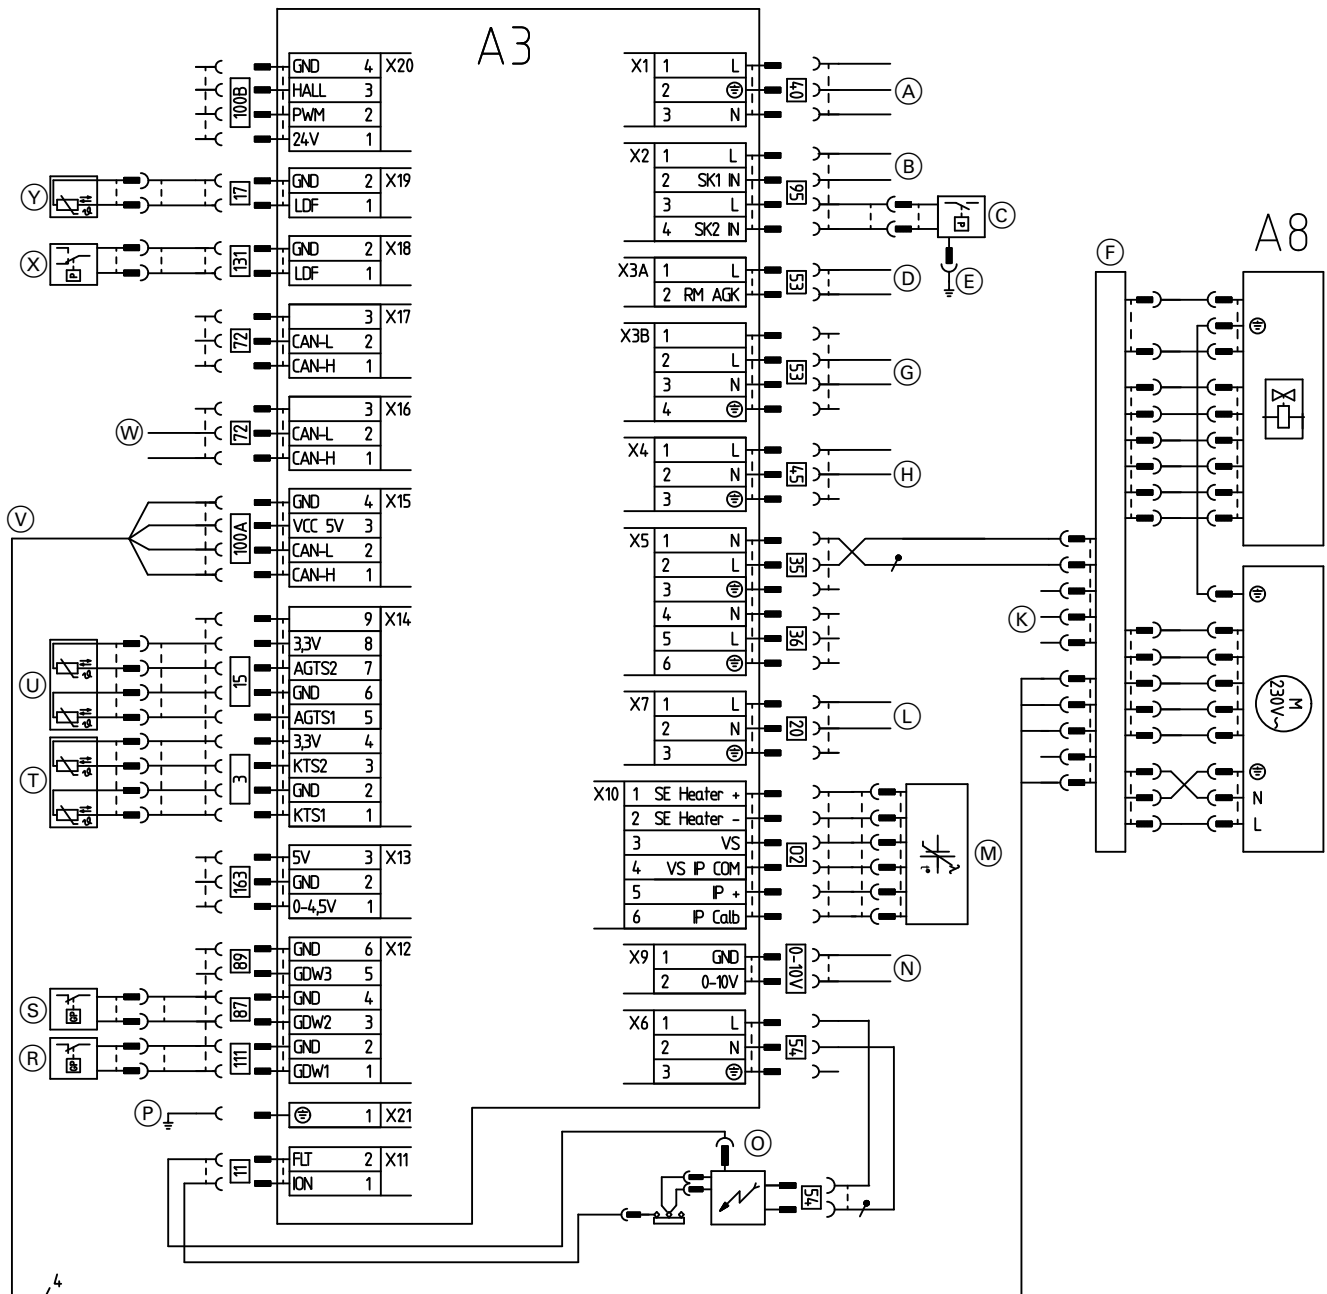 A3
GND 4 X20
HALL 3
PWM 2
24V 1
100B
Y
17
GND 2 X19
LDF 1
X
131
GND 2 X18
LDF 1
72
3 X17
CAN-L 2
CAN-H 1
W
72
3 X16
CAN-L 2
CAN-H 1
V
100A
GND 4 X15
VCC 5V 3
CAN-L 2
CAN-H 1
U
15
9 X14
3,3V 8
AGTS2 7
GND 6
AGTS1 5
T
3
3,3V 4
KTS2 3
GND 2
KTS1 1
163
5V 3 X13
GND 2
0-4,5V 1
89
GND 6 X12
GDW3 5
S
87
GND 4
GDW2 3
R
111
GND 2
GDW1 1
P
1 X21
11
FLT 2 X11
ION 1
4
X1 1 L
2
3 N
40
A
X2 1 L
2 SK1 IN
3 L
4 SK2 IN
95
B
P
C
E
X3A 1 L
2 RM AGK
53
D
X3B 1
2 L
3 N
4
53
G
X4 1 L
2 N
3
45
H
X5 1 N
2 L
3
4 N
5 L
6
35
36
K
X7 1 L
2 N
3
20
L
X10 1 SE Heater +
2 SE Heater -
3 VS
4 VS IP COM
5 IP +
6 IP Calb
02
M
X9 1 GND
2 0-10V
0-10V
N
X6 1 L
2 N
3
54
O
54
F
A8
M
230V~
N
L